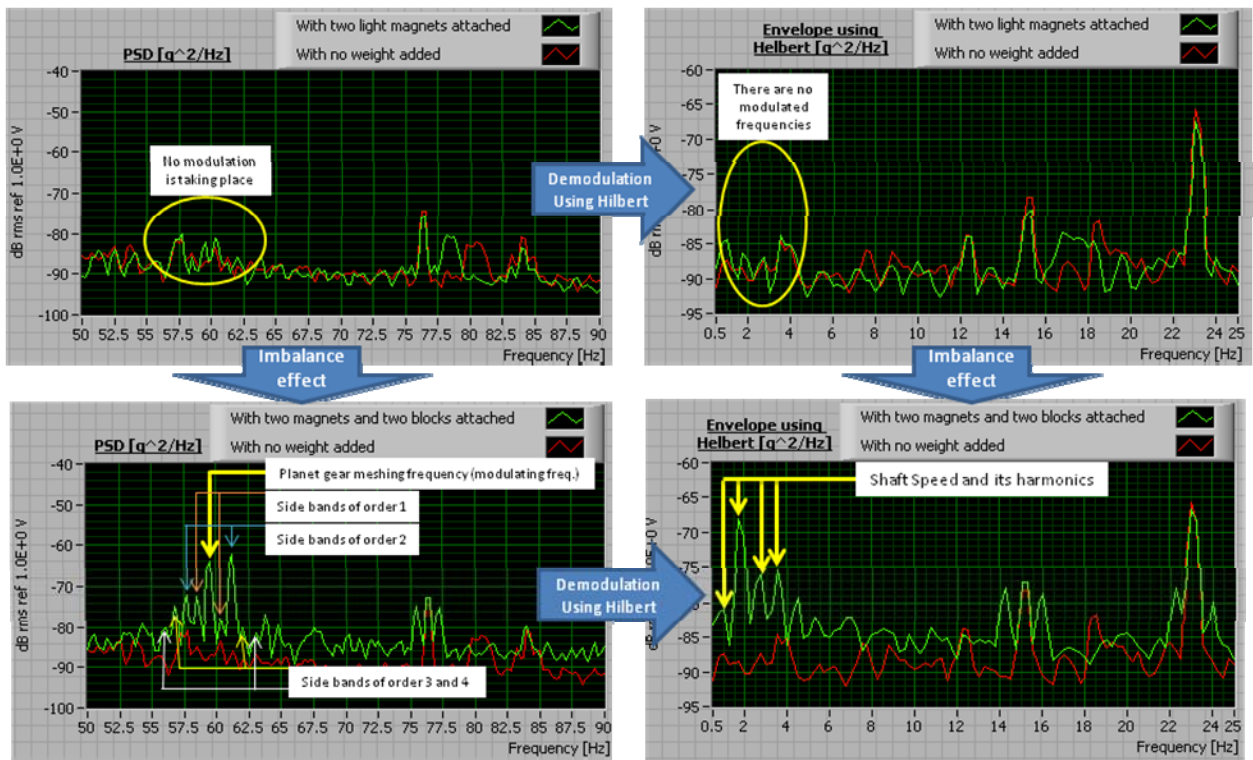 With two light magnets attached
With no weight added
PSD [g^2/Hz]
-40
-50
-60
-70
-80
-90
-100
dB rms ref 1.0E+0 V
No modulation
is taking place
50 52.5 55 57.5 60 62.5 65 67.5 70 72.5 75 77.5 80 82.5 85 87.5 90
Frequency [Hz]
Demodulation
Using Hilbert
With two light magnets attached
With no weight added
Envelope using
Helbert [g^2/Hz]
-60
-65
-70
-75
-80
-85
-90
-95
E+0 V
There are no
modulated
frequencies
0.5 2 4 6 8 10 12 14 16 18 20 22 24 25
Frequency [Hz]
Imbalance
effect
Imbalance
effect
With two magnets and two blocks attached
With no weight added
PSD [g^2/Hz]
-40
-50
-60
-70
-80
-90
-100
dB rms ref 1.0E+0 V
Planet gear meshing frequency (modulating freq.)
Side bands of order 1
Side bands of order 2
Side bands of order 3 and 4
50 52.5 55 57.5 60 62.5 65 67.5 70 72.5 75 77.5 80 82.5 85 87.5 90
Frequency [Hz]
Demodulation
Using Hilbert
With two magnets and two blocks attached
With no weight added
Envelope using
Helbert [g^2/Hz]
-60
-65
-70
-75
-80
-85
-90
-95
E+0 V
Shaft Speed and its harmonics
0.5 2 4 6 8 10 12 14 16 18 20 22 24 25
Frequency [Hz]